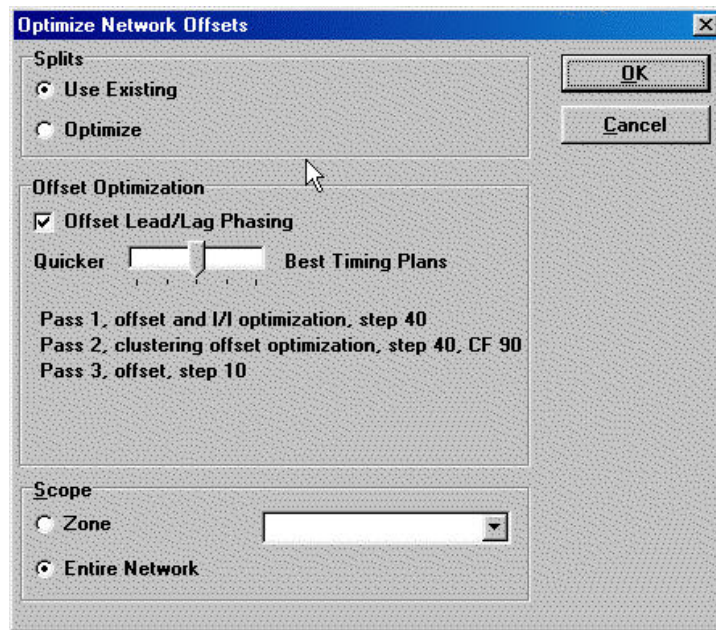 Optimize Network Offsets
Splits
Use Existing
Optimize
OK
Cancel
Offset Optimization
Offset Lead/Lag Phasing
Quicker Best Timing Plans
Pass 1, offset and I/I optimization, step 40
Pass 2, clustering offset optimization, step 40, CF 90
Pass 3, offset, step 10
Scope
Zone
Entire Network